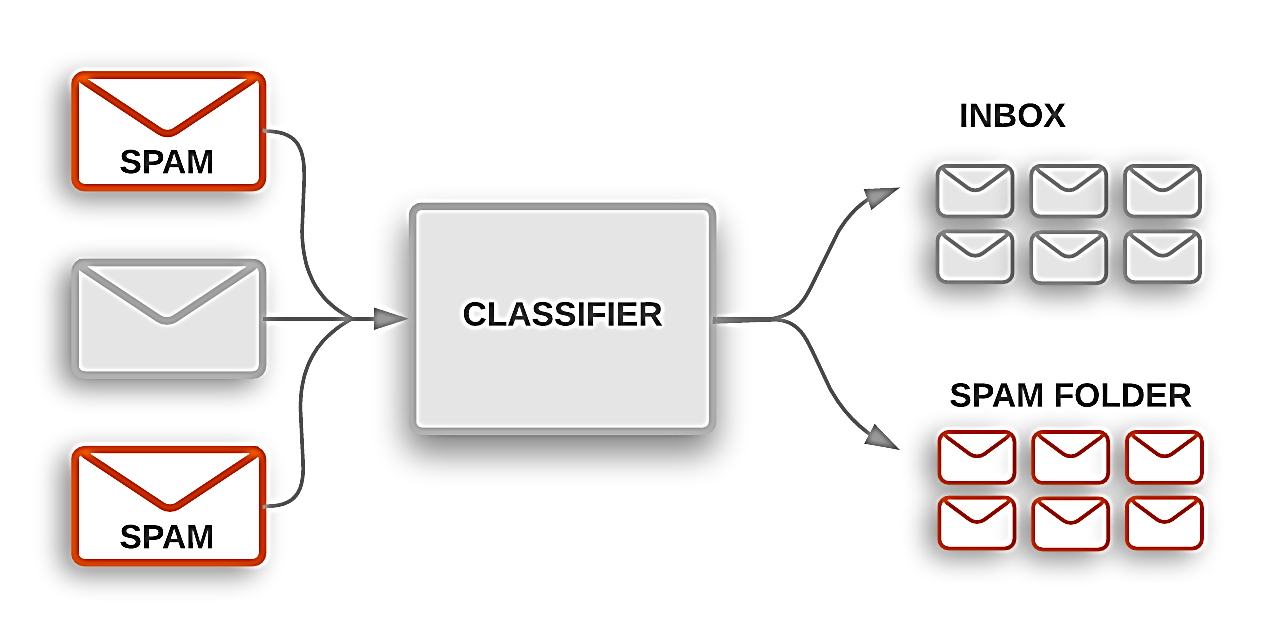 SPAM
SPAM
CLASSIFIER
INBOX
SPAM FOLDER